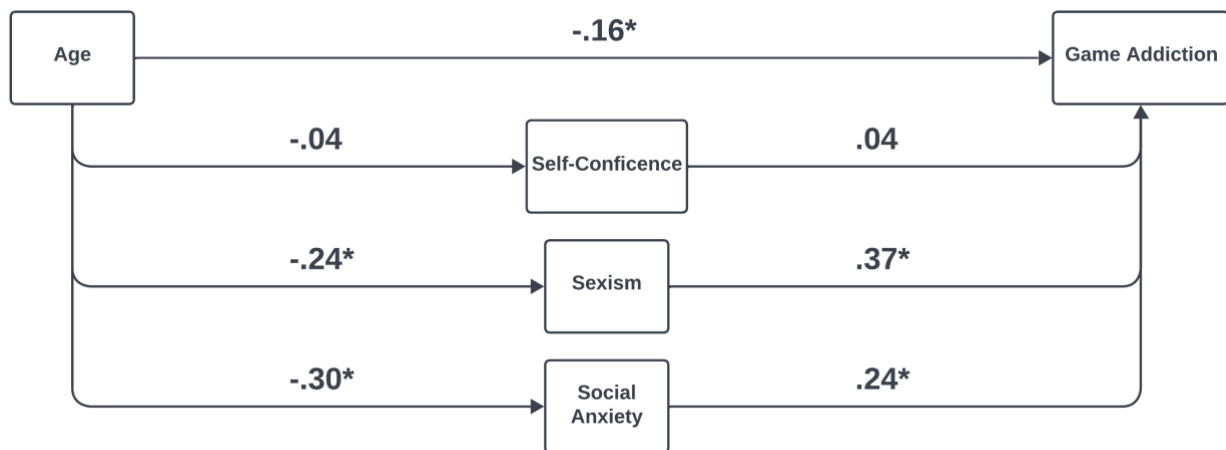 -.16*
Age
Game Addiction
-.04
.04
Self-Conficence
-.24*
.37*
Sexism
-.30*
.24*
Social
Anxiety